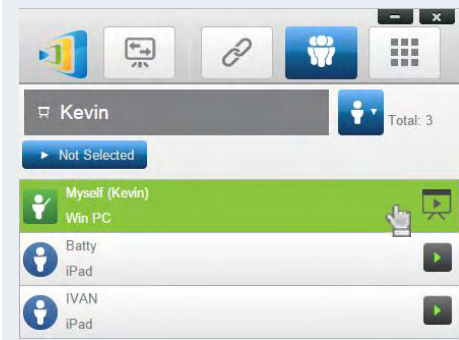 Kevin
Total: 3
Not Selected
Myself (Kevin)
Win PC
Batty
iPad
IVAN
iPad